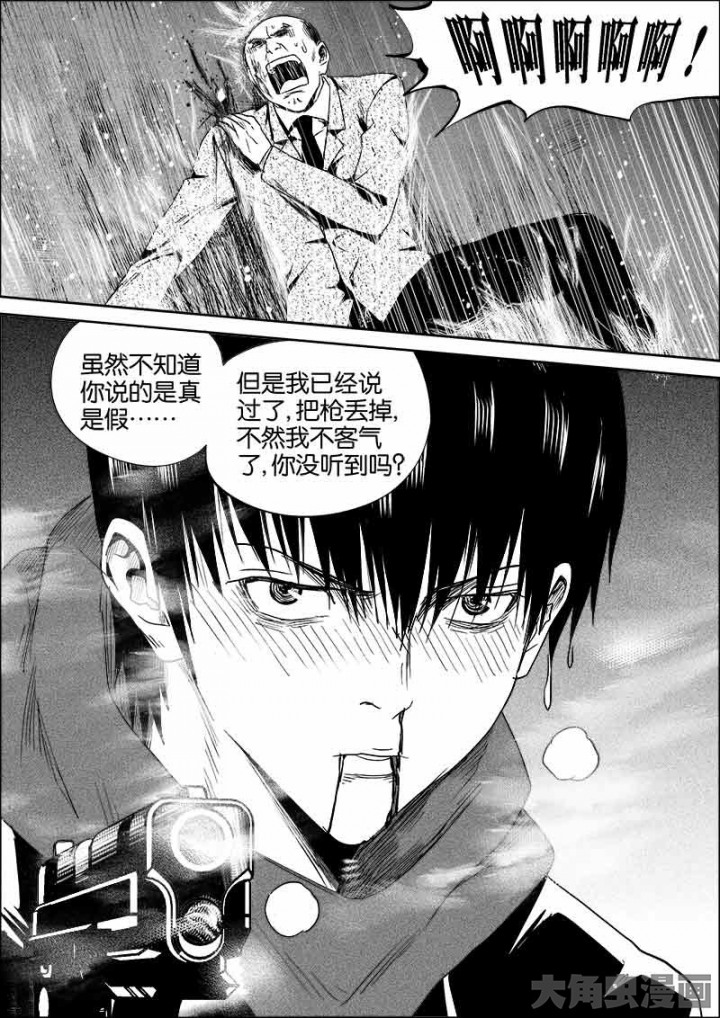 啊啊啊啊啊！
虽然不知道
你说的是真
是假……
但是我已经说
过了，把枪丢掉，
不然我不客气
了，你没听到吗？
大角虫漫画